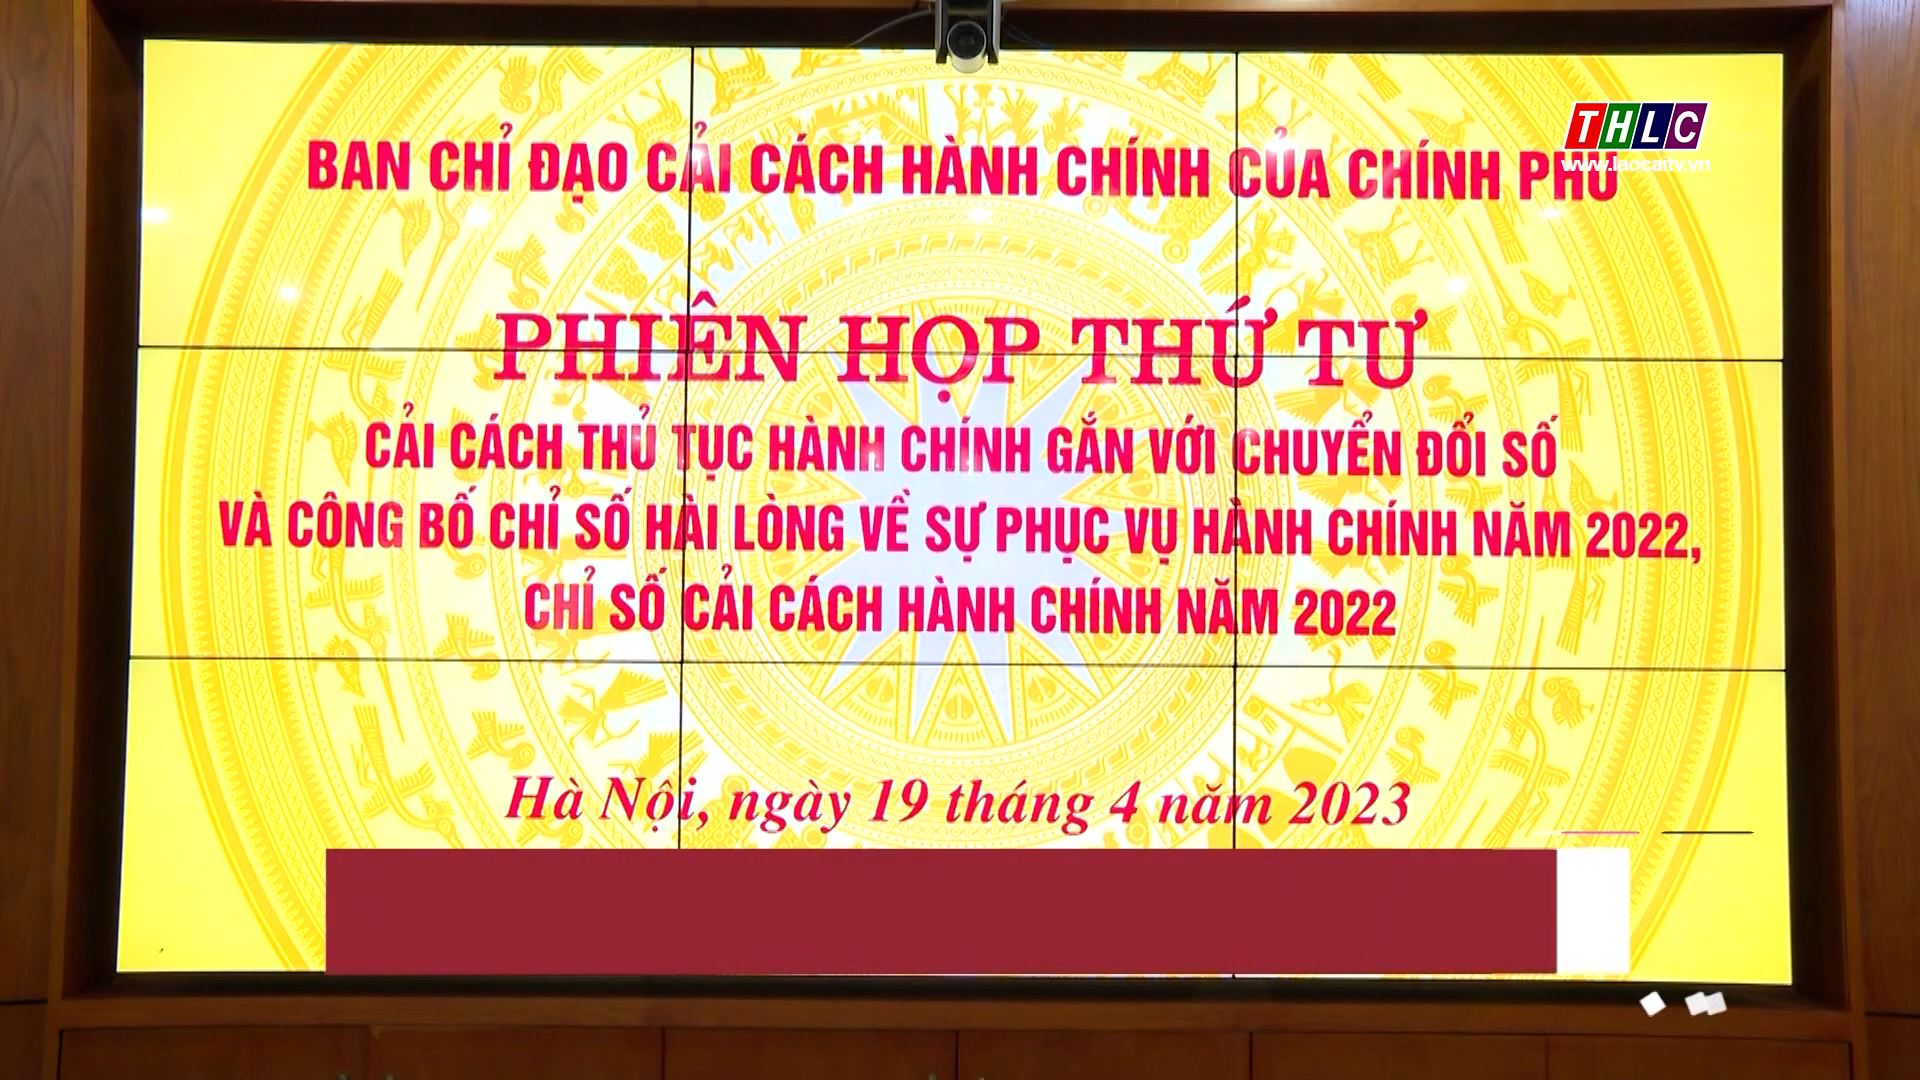 THLC
www.laocaitv.vn
BAN CHỈ ĐẠO CẢI CÁCH HÀNH CHÍNH CỦA CHÍNH PHỦ
PHIÊN HỌP THỨ TƯ
CẢI CÁCH THỦ TỤC HÀNH CHÍNH GẮN VỚI CHUYỂN ĐỔI SỐ
VÀ CÔNG BỐ CHỈ SỐ HÀI LÒNG VỀ SỰ PHỤC VỤ HÀNH CHÍNH NĂM 2022,
CHỈ SỐ CẢI CÁCH HÀNH CHÍNH NĂM 2022
Hà Nội, ngày 19 tháng 4 năm 2023